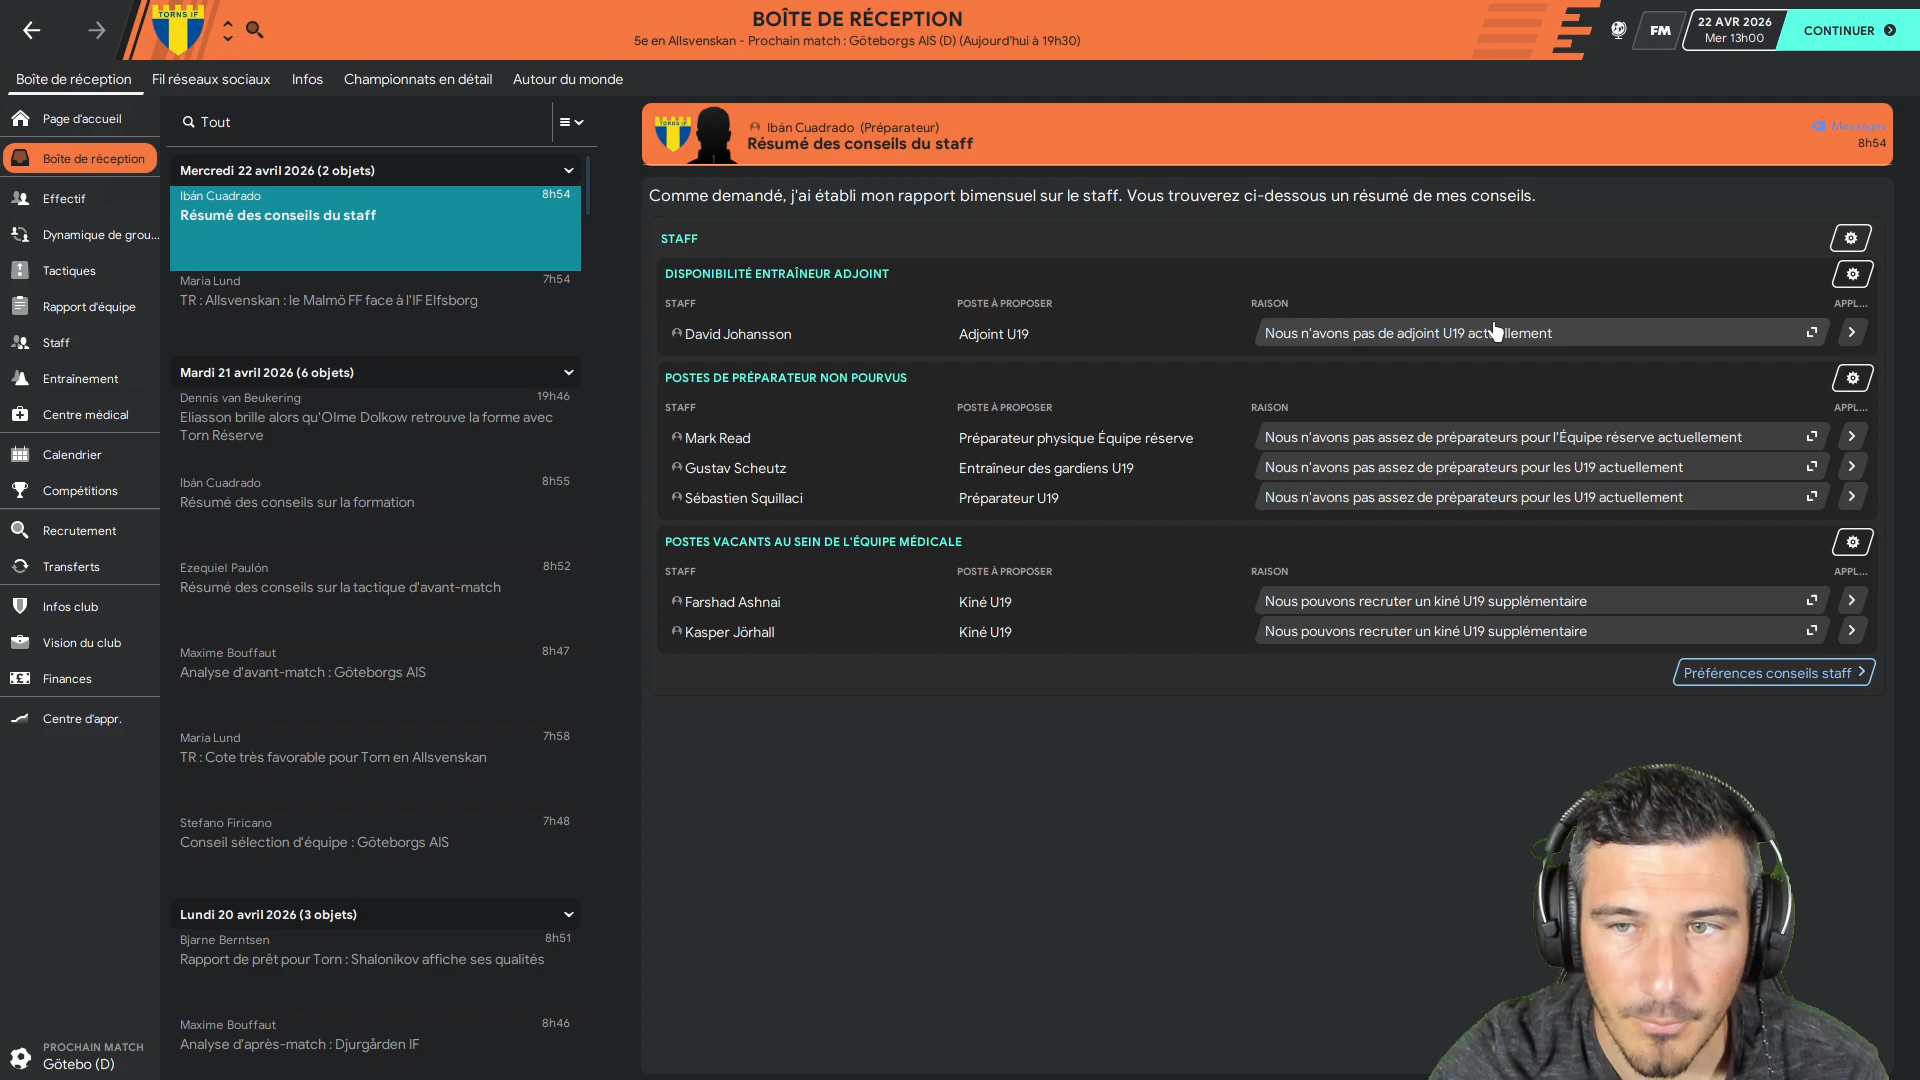 TORNS IF
BOÎTE DE RÉCEPTION
5e en Allsvenskan - Prochain match : Göteborgs AIS (D) (Aujourd'hui à 19h30)
FM
22 AVR 2026
Mer 13h00
CONTINUER
Boîte de réception
Fil réseaux sociaux
Infos
Championnats en détail
Autour du monde
Page d'accueil
Boîte de réception
Effectif
Dynamique de grou...
Tactiques
Rapport d'équipe
Staff
Entraînement
Centre médical
Calendrier
Compétitions
Recrutement
Transferts
Infos club
Vision du club
Finances
Centre d'appr.
PROCHAIN MATCH
Götebo (D)
Tout
Mercredi 22 avril 2026 (2 objets)
Ibán Cuadrado 8h54
Résumé des conseils du staff
Maria Lund 7h54
TR : Allsvenskan : le Malmö FF face à l'IF Elfsborg
Mardi 21 avril 2026 (6 objets)
Dennis van Beukering 19h46
Eliasson brille alors qu'Olme Dolkow retrouve la forme avec
Torn Réserve
Ibán Cuadrado 8h55
Résumé des conseils sur la formation
Ezequiel Paulón 8h52
Résumé des conseils sur la tactique d'avant-match
Maxime Bouffaut 8h47
Analyse d'avant-match : Göteborgs AIS
Maria Lund 7h58
TR : Cote très favorable pour Torn en Allsvenskan
Stefano Firicano 7h48
Conseil sélection d'équipe : Göteborgs AIS
Lundi 20 avril 2026 (3 objets)
Bjarne Berntsen 8h51
Rapport de prêt pour Torn : Shalonikov affiche ses qualités
Maxime Bouffaut 8h46
Analyse d'après-match : Djurgården IF
TORNS IF
Ibán Cuadrado (Préparateur)
Résumé des conseils du staff
Messages
8h54
Comme demandé, j'ai établi mon rapport bimensuel sur le staff. Vous trouverez ci-dessous un résumé de mes conseils.
STAFF
DISPONIBILITÉ ENTRAÎNEUR ADJOINT
STAFF POSTE À PROPOSER RAISON APPL...
David Johansson Adjoint U19 Nous n'avons pas de adjoint U19 actuellement
POSTES DE PRÉPARATEUR NON POURVUS
STAFF POSTE À PROPOSER RAISON APPL...
Mark Read Préparateur physique Équipe réserve Nous n'avons pas assez de préparateurs pour l'Équipe réserve actuellement
Gustav Scheutz Entraîneur des gardiens U19 Nous n'avons pas assez de préparateurs pour les U19 actuellement
Sébastien Squillaci Préparateur U19 Nous n'avons pas assez de préparateurs pour les U19 actuellement
POSTES VACANTS AU SEIN DE L'ÉQUIPE MÉDICALE
STAFF POSTE À PROPOSER RAISON APPL...
Farshad Ashnai Kiné U19 Nous pouvons recruter un kiné U19 supplémentaire
Kasper Jörhall Kiné U19 Nous pouvons recruter un kiné U19 supplémentaire
Préférences conseils staff